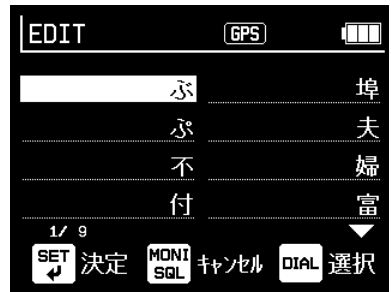 EDIT GPS
ぶ 埠
ぷ 夫
不 婦
付 富
1/ 9
SET 決定 MONI SQL キャンセル DIAL 選択